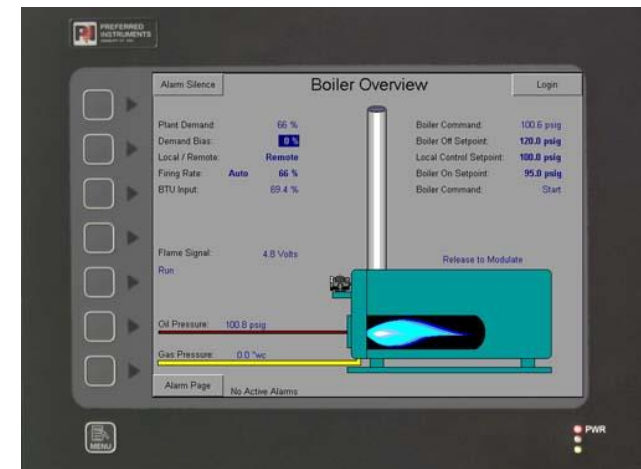 PREFERRED
INSTRUMENTS
Alarm Silence
Boiler Overview
Login
Plant Demand: 66 %
Demand Bias: 0 %
Local / Remote: Remote
Firing Rate: Auto 66 %
BTU Input: 69.4 %
Boiler Command: 100.6 psig
Boiler Off Setpoint: 120.0 psig
Local Control Setpoint: 100.0 psig
Boiler On Setpoint: 95.0 psig
Boiler Command: Start
Flame Signal: 4.8 Volts
Run
Release to Modulate
Oil Pressure: 100.8 psig
Gas Pressure: 0.0 "wc
Alarm Page
No Active Alarms
MENU
PWR